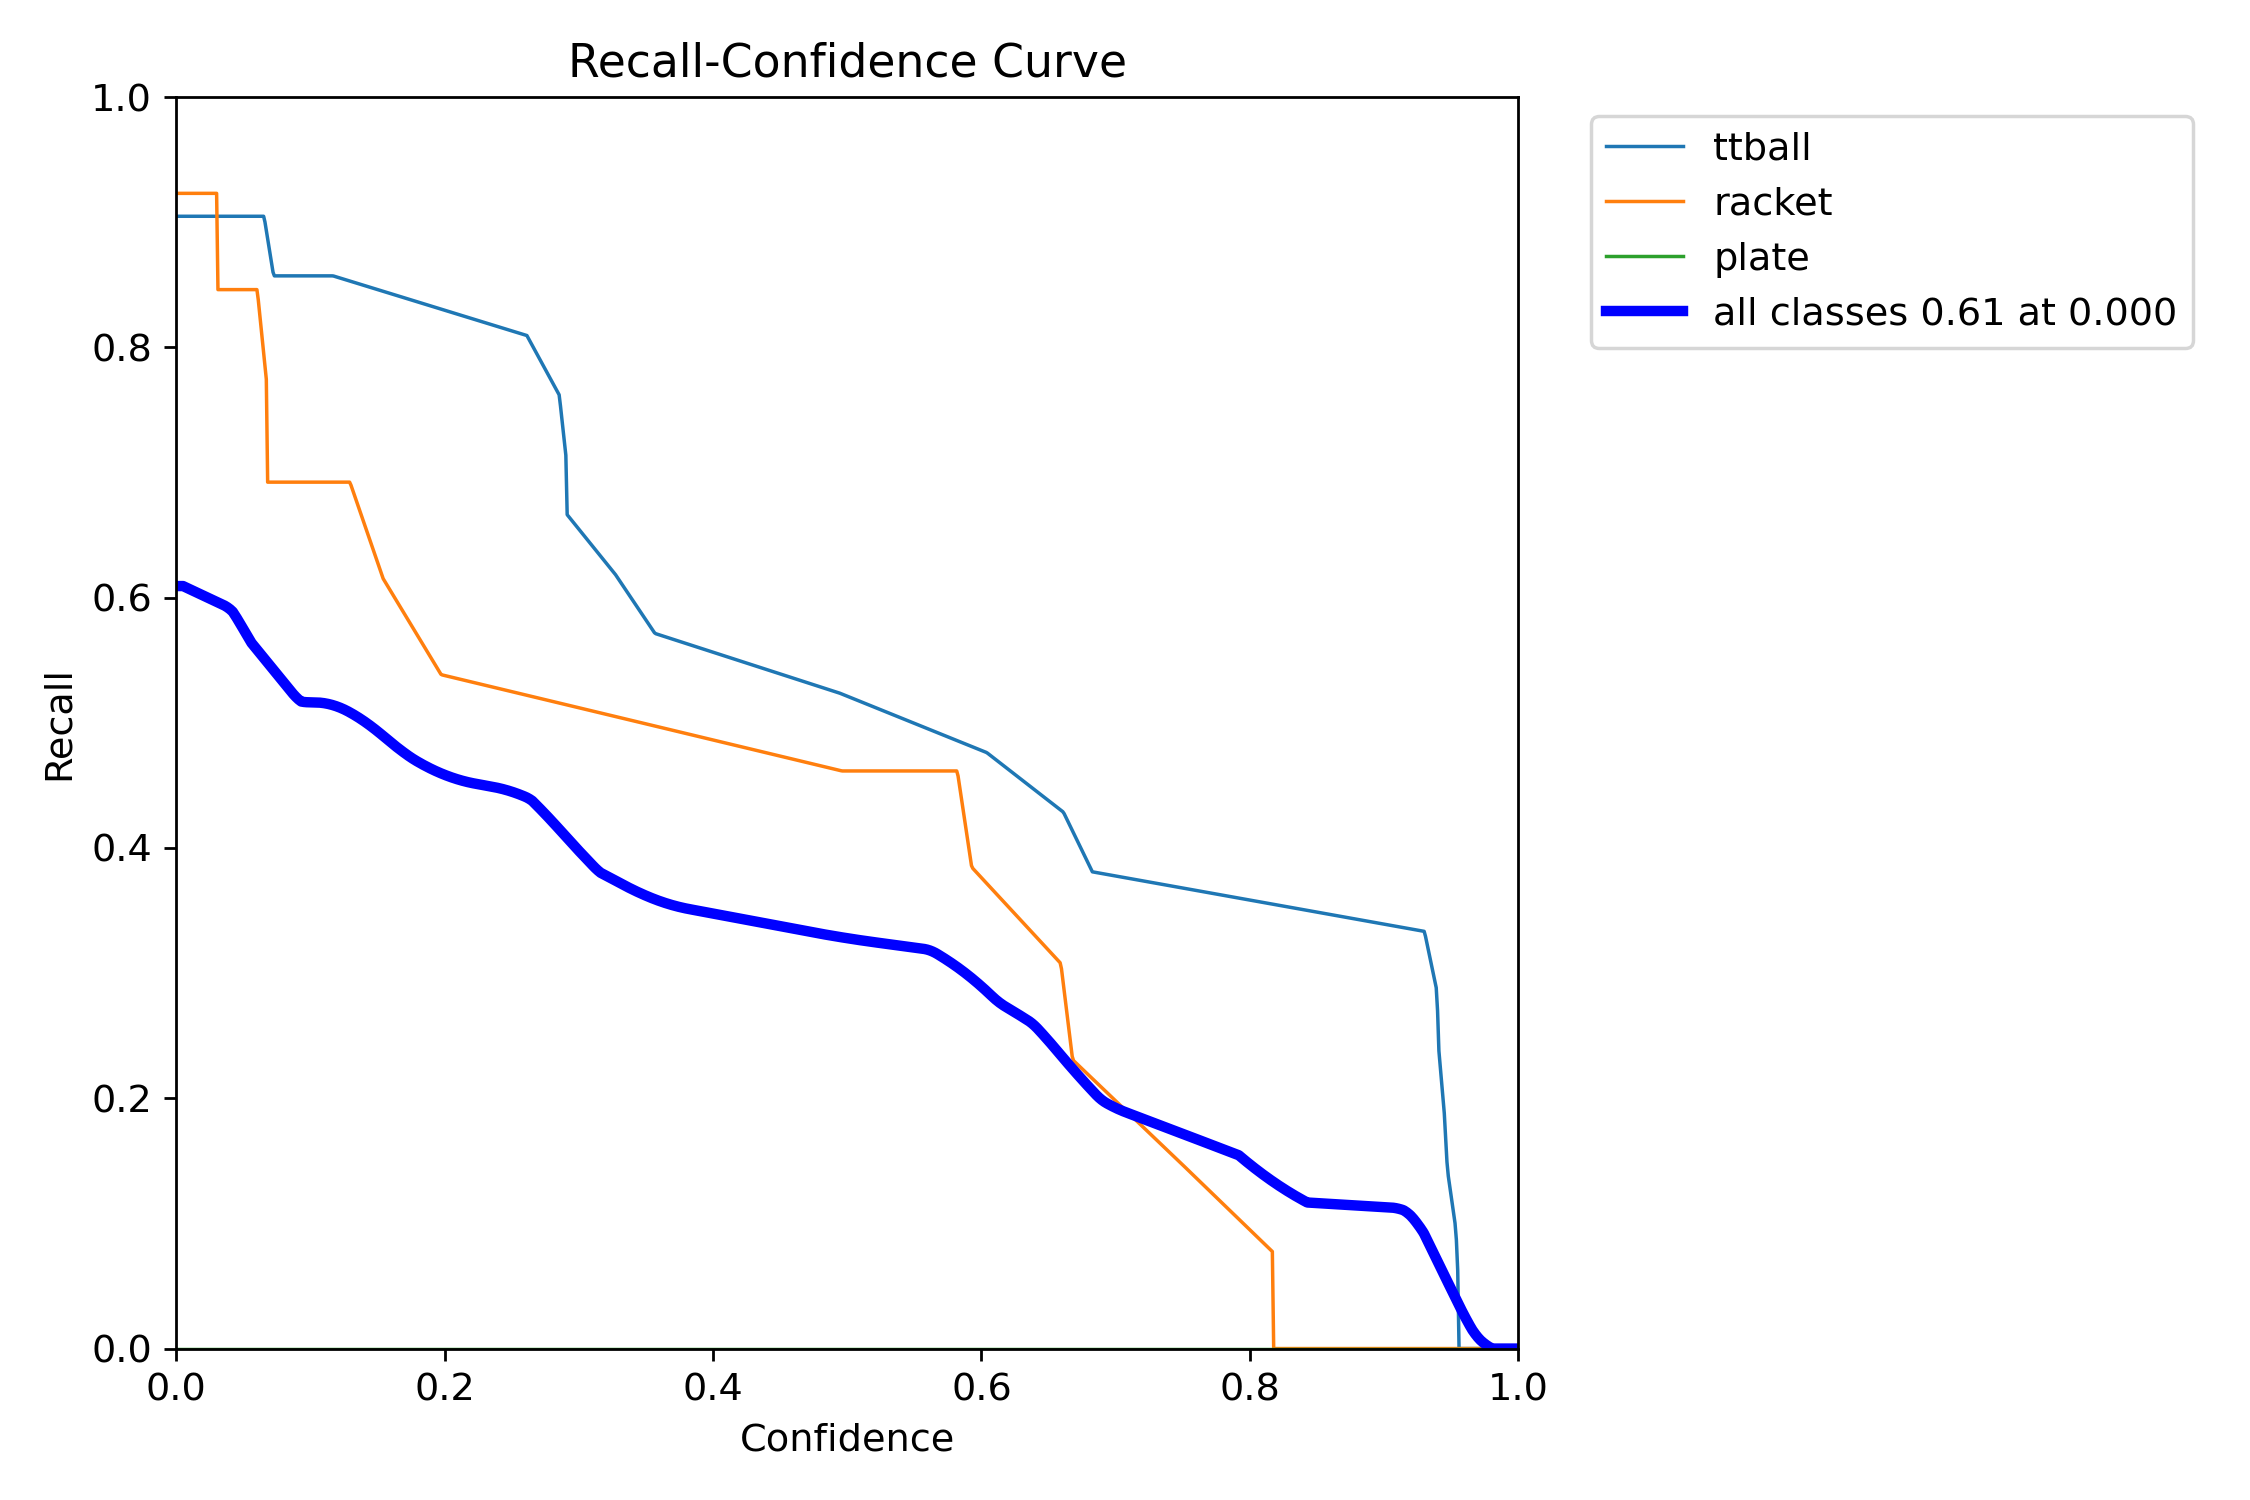 Recall-Confidence Curve
1.0
0.8
0.6
0.4
0.2
0.0
Recall
0.0 0.2 0.4 0.6 0.8 1.0
Confidence
ttball
racket
plate
all classes 0.61 at 0.000